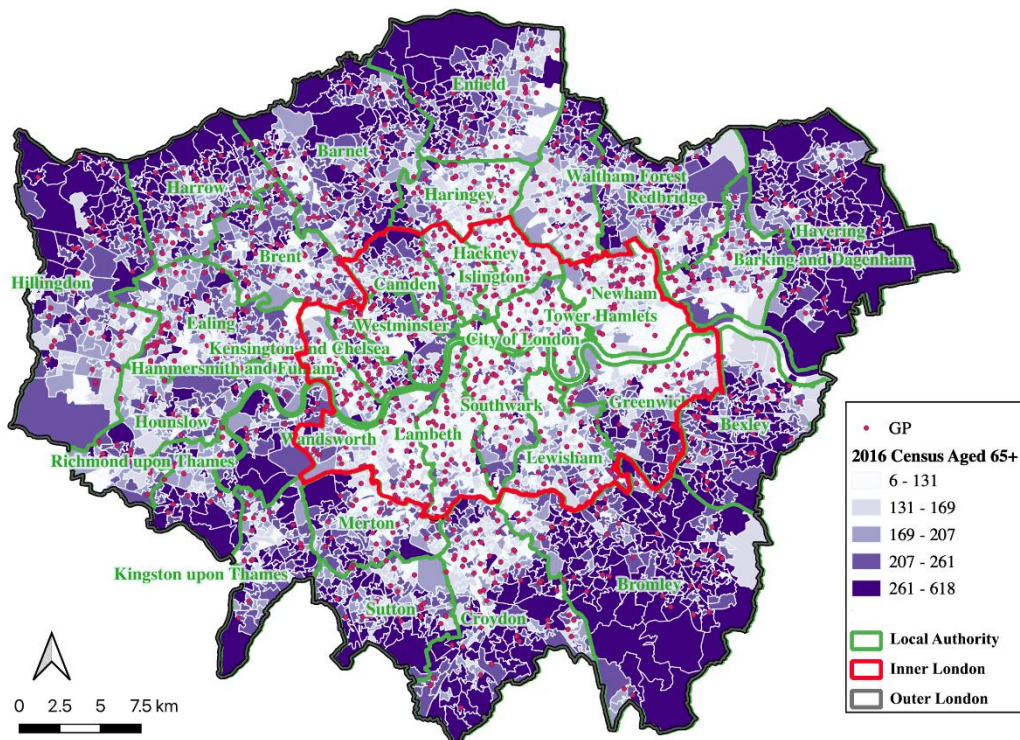 Enfield
Barnet
Harrow
Haringey
Waltham Forest
Redbridge
Havering
Barking and Dagenham
Brent
Hackney
Islington
Camden
Hillingdon
Newham
Ealing
Westminster
Tower Hamlets
City of London
Kensington and Chelsea
Hammersmith and Fulham
Hounslow
Southwark
Greenwich
Bexley
Wandsworth
Lambeth
Richmond upon Thames
Lewisham
Merton
Kingston upon Thames
Bromley
Sutton
Croydon
GP
2016 Census Aged 65+
6 - 131
131 - 169
169 - 207
207 - 261
261 - 618
Local Authority
Inner London
Outer London
0 2.5 5 7.5 km